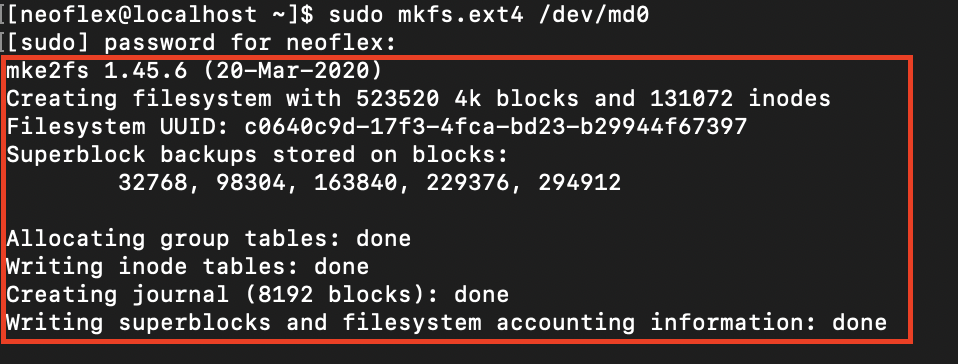 [[neoflex@localhost ~]$ sudo mkfs.ext4 /dev/md0
[[sudo] password for neoflex:
mke2fs 1.45.6 (20-Mar-2020)
Creating filesystem with 523520 4k blocks and 131072 inodes
Filesystem UUID: c0640c9d-17f3-4fca-bd23-b29944f67397
Superblock backups stored on blocks:
32768, 98304, 163840, 229376, 294912
Allocating group tables: done
Writing inode tables: done
Creating journal (8192 blocks): done
Writing superblocks and filesystem accounting information: done